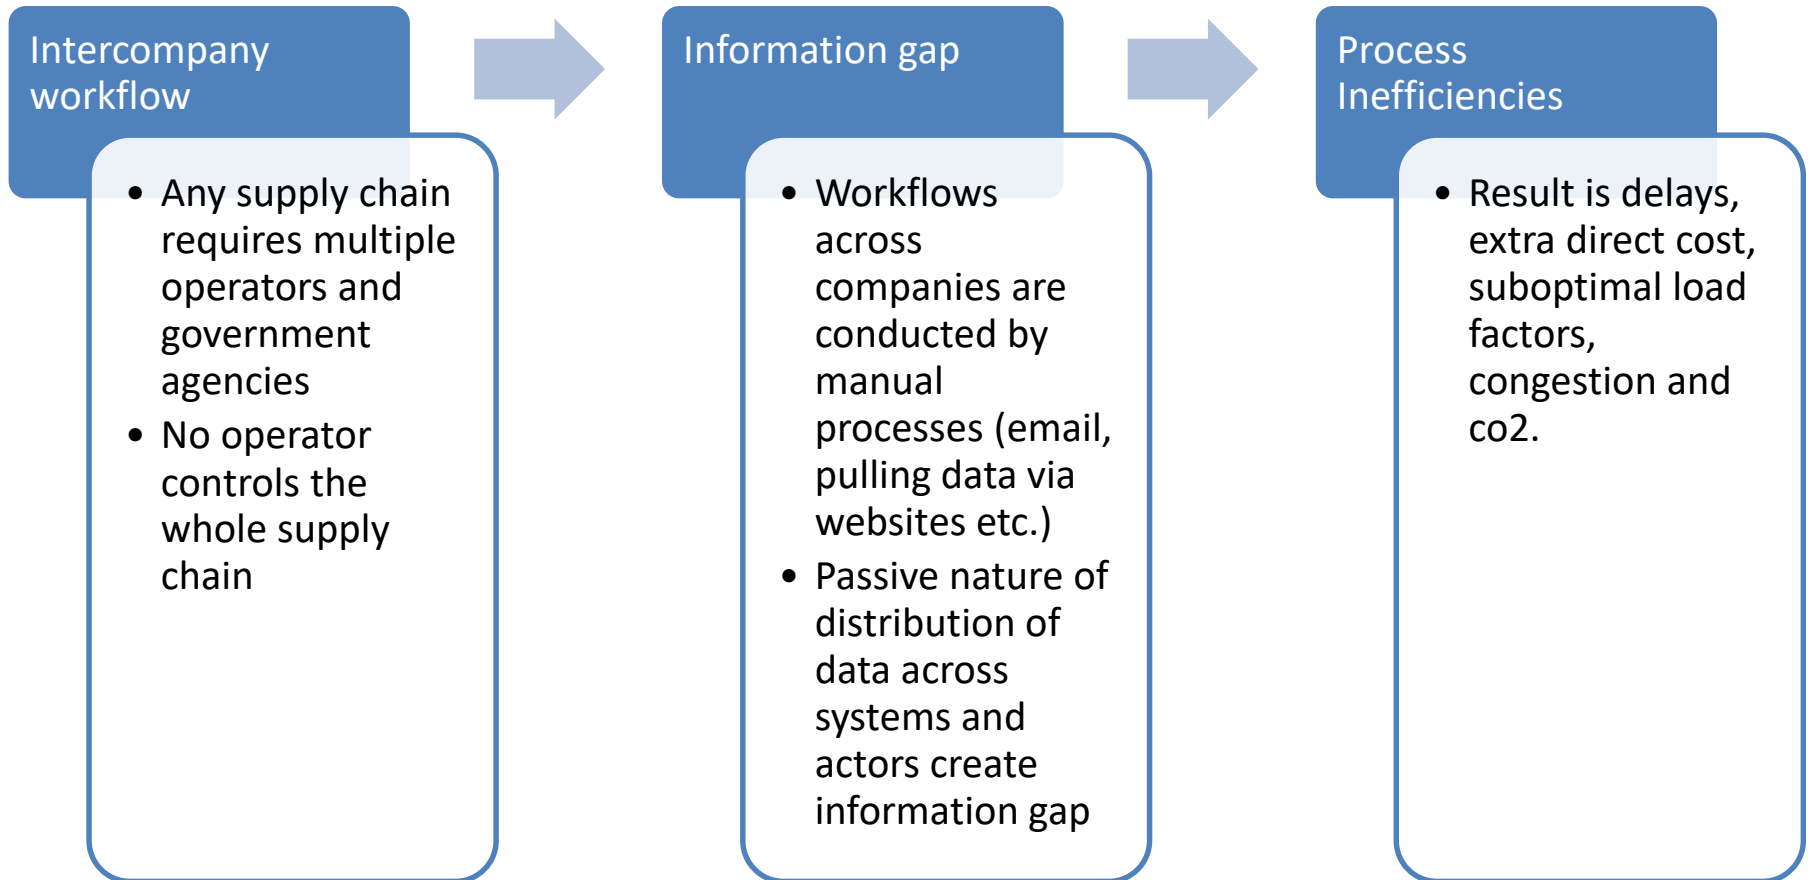 Intercompany
workflow
• Any supply chain
requires multiple
operators and
government
agencies
• No operator
controls the
whole supply
chain
Information gap
• Workflows
across
companies are
conducted by
manual
processes (email,
pulling data via
websites etc.)
• Passive nature of
distribution of
data across
systems and
actors create
information gap
Process
Inefficiencies
• Result is delays,
extra direct cost,
suboptimal load
factors,
congestion and
co2.